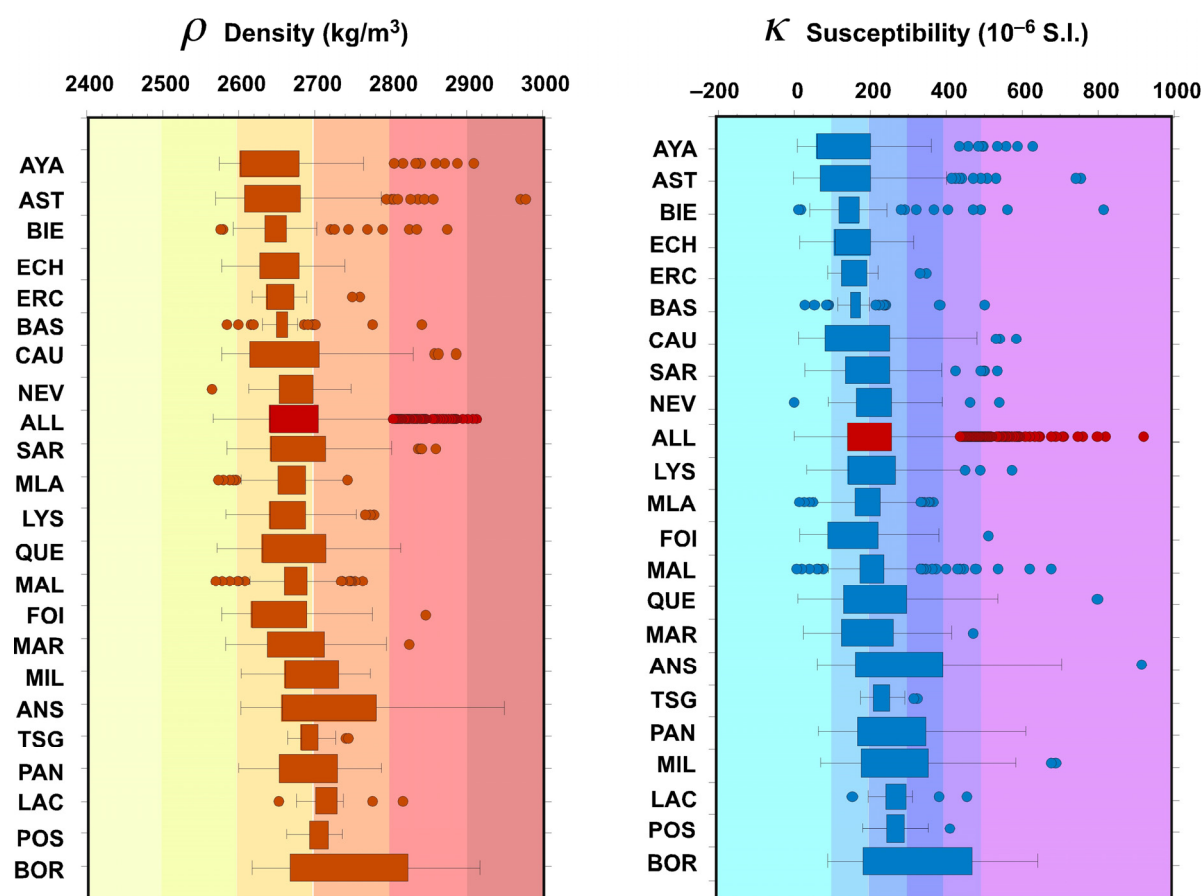 ρ Density (kg/m³)
2400 2500 2600 2700 2800 2900 3000
AYA
AST
BIE
ECH
ERC
BAS
CAU
NEV
ALL
SAR
MLA
LYS
QUE
MAL
FOI
MAR
MIL
ANS
TSG
PAN
LAC
POS
BOR
κ Susceptibility (10⁻⁶ S.I.)
–200 0 200 400 600 800 1000
AYA
AST
BIE
ECH
ERC
BAS
CAU
SAR
NEV
ALL
LYS
MLA
FOI
MAL
QUE
MAR
ANS
TSG
PAN
MIL
LAC
POS
BOR